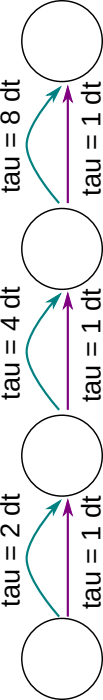 tau = 8 dt
tau = 1 dt
tau = 4 dt
tau = 1 dt
tau = 2 dt
tau = 1 dt